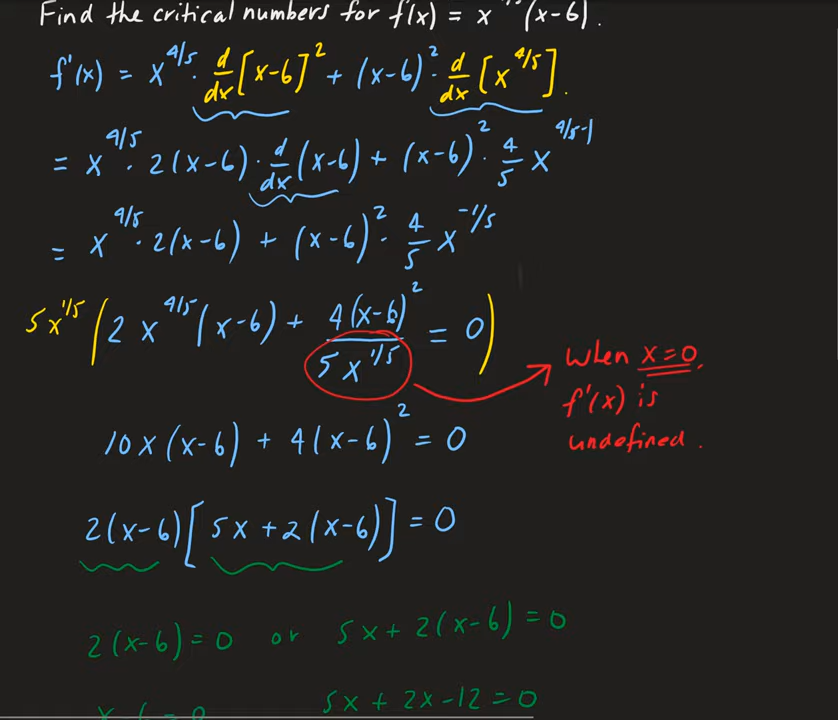 Find the critical numbers for f(x) = x^4/5 (x-6)^2.
f'(x) = x^4/5 · d/dx [x-6]^2 + (x-6)^2 · d/dx [x^4/5].
= x^4/5 · 2(x-6) · d/dx (x-6) + (x-6)^2 · 4/5 x^4/5-1
= x^4/5 · 2(x-6) + (x-6)^2 · 4/5 x^-1/5
5x^1/5 (2 x^4/5 (x-6) + 4(x-6)^2 / 5x^1/5 = 0)
when x=0,
f'(x) is
undefined.
10x(x-6) + 4(x-6)^2 = 0
2(x-6)[5x+2(x-6)] = 0
2(x-6) = 0 or 5x + 2(x-6) = 0
5x + 2x - 12 = 0